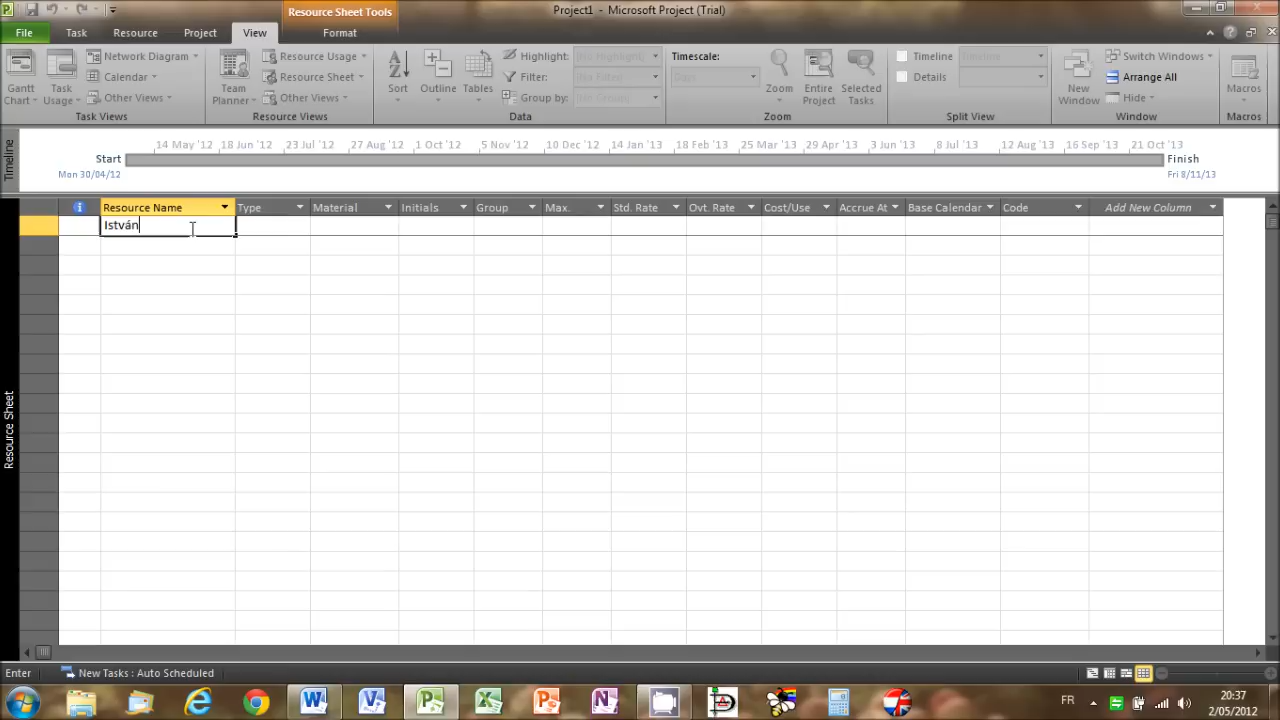 Resource Sheet Tools
Project1 - Microsoft Project (Trial)
File Task Resource Project View Format
Gantt Chart
Task Usage
Network Diagram
Calendar
Other Views
Task Views
Team Planner
Resource Usage
Resource Sheet
Other Views
Resource Views
Sort
Outline
Tables
Highlight:
Filter:
Group by:
Data
Timescale:
Days
Zoom
Entire Project
Selected Tasks
Zoom
Timeline
Timeline
Details
Split View
New Window
Switch Windows
Arrange All
Hide
Window
Macros
Macros
Timeline
14 May '12 18 Jun '12 23 Jul '12 27 Aug '12 1 Oct '12 5 Nov '12 10 Dec '12 14 Jan '13 18 Feb '13 25 Mar '13 29 Apr '13 3 Jun '13 8 Jul '13 12 Aug '13 16 Sep '13 21 Oct '13
Start
Mon 30/04/12
Finish
Fri 8/11/13
Resource Name Type Material Initials Group Max. Std. Rate Ovt. Rate Cost/Use Accrue At Base Calendar Code Add New Column
István
Resource Sheet
Enter New Tasks : Auto Scheduled
FR
20:37
2/05/2012